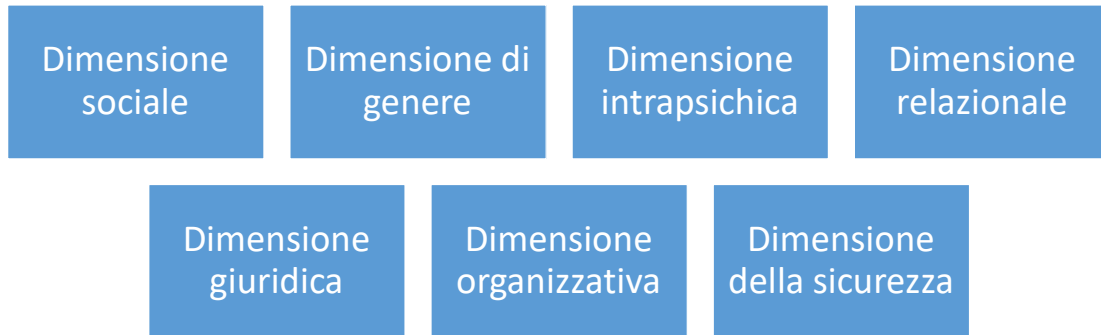 Dimensione
sociale
Dimensione di
genere
Dimensione
intrapsichica
Dimensione
relazionale
Dimensione
giuridica
Dimensione
organizzativa
Dimensione
della sicurezza